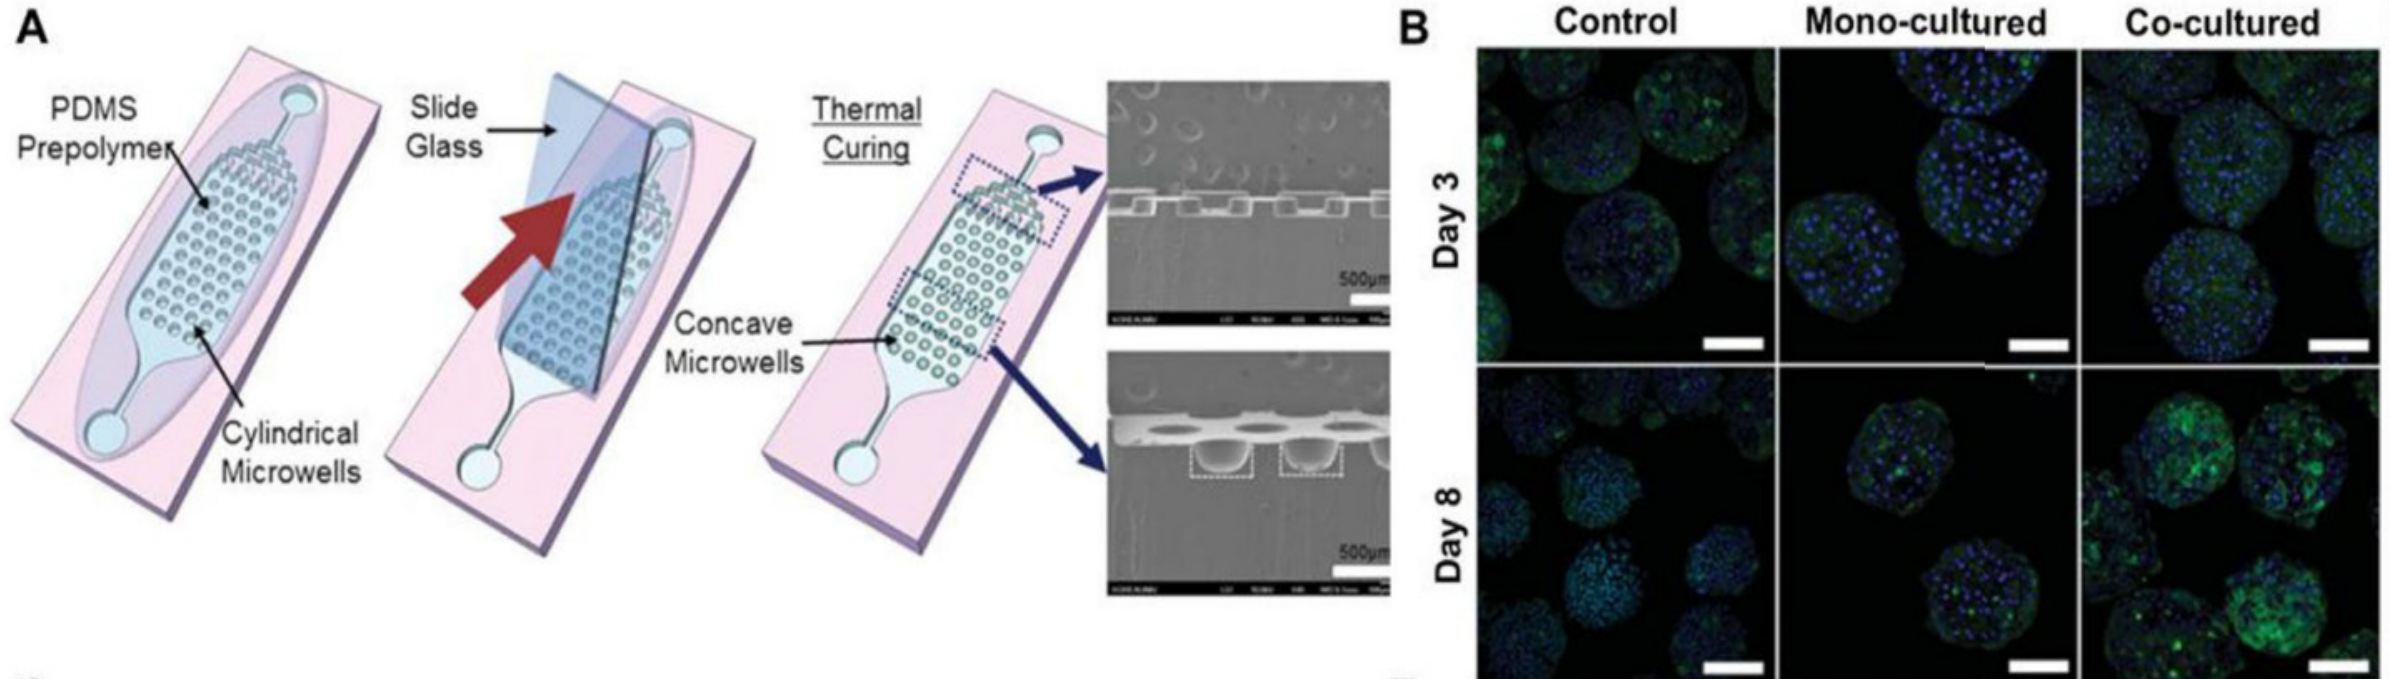 A
PDMS
Prepolymer
Cylindrical
Microwells
Slide
Glass
Thermal
Curing
Concave
Microwells
500µm
500µm
B
Control
Mono-cultured
Co-cultured
Day 3
Day 8